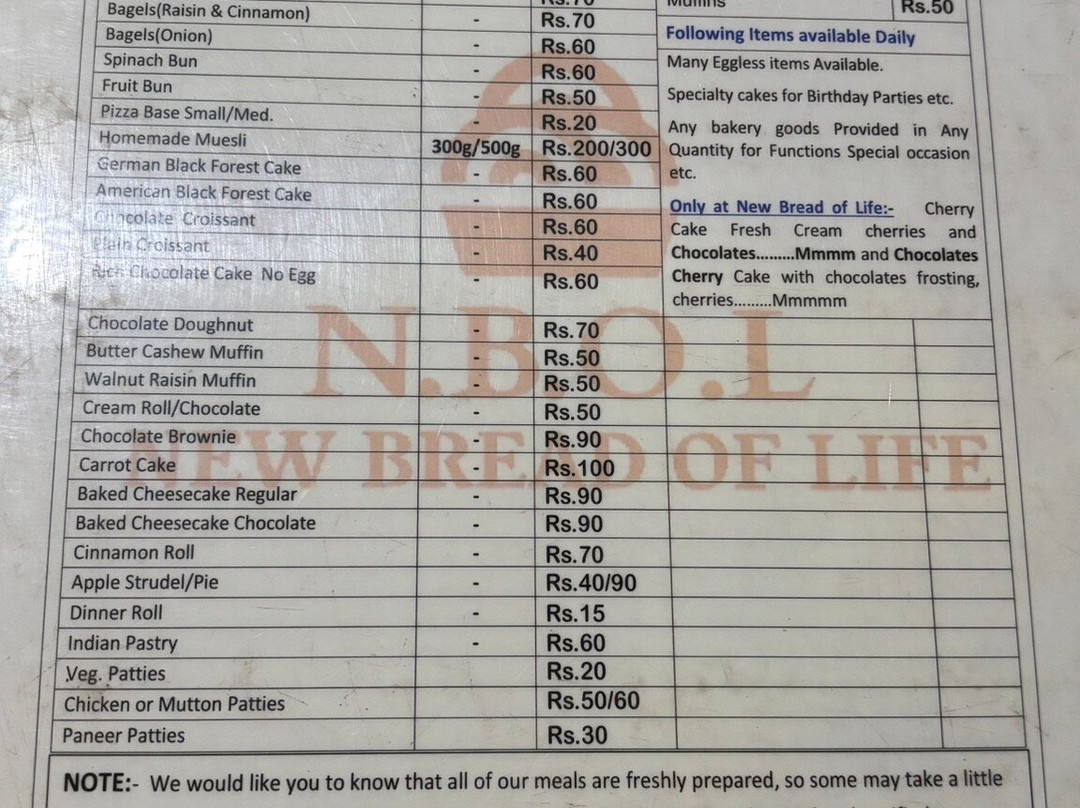 Bagels(Raisin & Cinnamon) - Rs.70
Bagels(Onion) - Rs.60
Spinach Bun - Rs.60
Fruit Bun - Rs.50
Pizza Base Small/Med. - Rs.20
Homemade Muesli 300g/500g Rs.200/300
German Black Forest Cake - Rs.60
American Black Forest Cake - Rs.60
Chocolate Croissant - Rs.60
Plain Croissant - Rs.40
Rich Chocolate Cake No Egg - Rs.60
Chocolate Doughnut - Rs.70
Butter Cashew Muffin - Rs.50
Walnut Raisin Muffin - Rs.50
Cream Roll/Chocolate - Rs.50
Chocolate Brownie - Rs.90
Carrot Cake - Rs.100
Baked Cheesecake Regular - Rs.90
Baked Cheesecake Chocolate - Rs.90
Cinnamon Roll - Rs.70
Apple Strudel/Pie - Rs.40/90
Dinner Roll - Rs.15
Indian Pastry - Rs.60
Veg. Patties Rs.20
Chicken or Mutton Patties Rs.50/60
Paneer Patties Rs.30
Muffins Rs.50
Following Items available Daily
Many Eggless items Available.
Specialty cakes for Birthday Parties etc.
Any bakery goods Provided in Any
Quantity for Functions Special occasion
etc.
Only at New Bread of Life:- Cherry
Cake Fresh Cream cherries and
Chocolates.........Mmmm and Chocolates
Cherry Cake with chocolates frosting,
cherries.........Mmmmm
N.B.O.L
NEW BREAD OF LIFE
NOTE:- We would like you to know that all of our meals are freshly prepared, so some may take a little